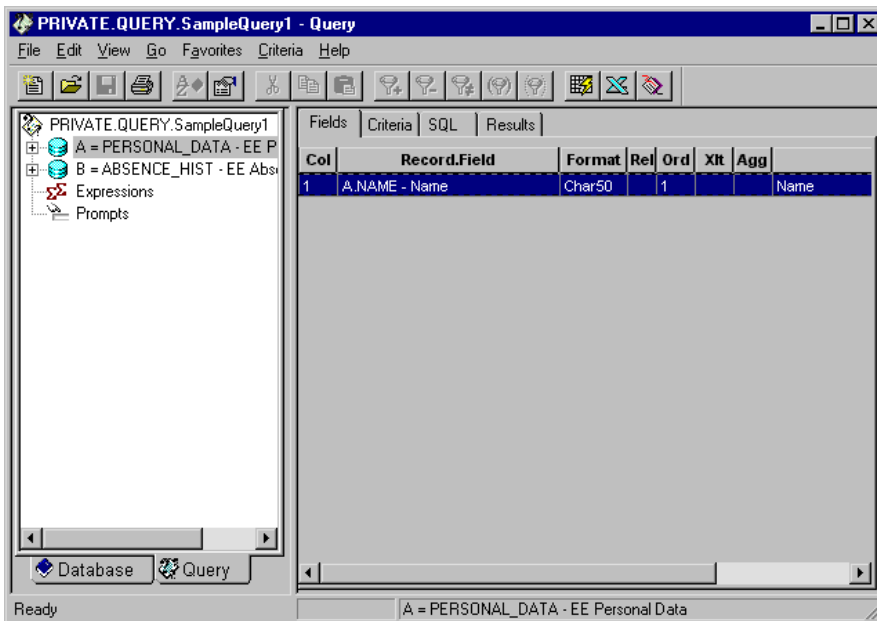 PRIVATE.QUERY.SampleQuery1 - Query
File Edit View Go Favorites Criteria Help
PRIVATE.QUERY.SampleQuery1
A = PERSONAL_DATA - EE P
B = ABSENCE_HIST - EE Abs
Expressions
Prompts
Database Query
Fields Criteria SQL Results
Col Record.Field Format Rel Ord Xlt Agg
1 A.NAME - Name Char50 1 Name
Ready A = PERSONAL_DATA - EE Personal Data